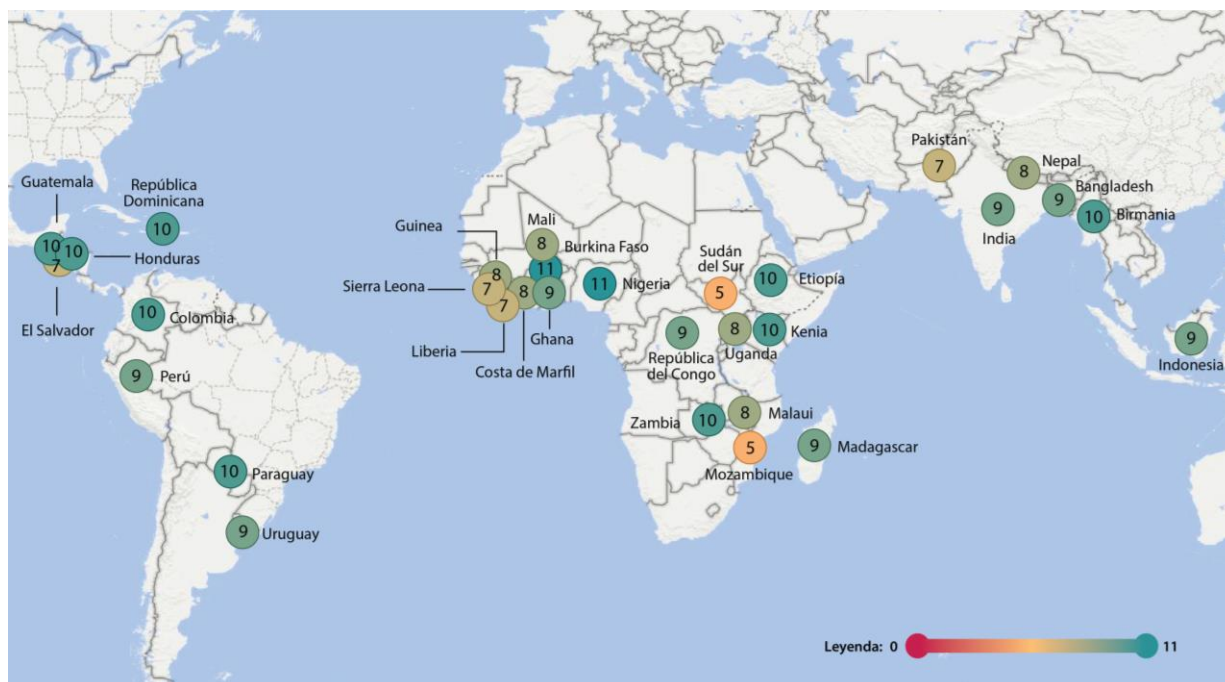 Guatemala
República
Dominicana
10
10
10
Honduras
7
El Salvador
10
Colombia
9
Perú
10
Paraguay
9
Uruguay
Guinea
Mali
8
Burkina Faso
11
8
Sierra Leona
7
7
8
9
11
Nigeria
Liberia
Ghana
Costa de Marfil
Sudán
del Sur
5
10
Etiopía
9
República
del Congo
8
Uganda
10
Kenia
Zambia
10
8
Malaui
5
Mozambique
9
Madagascar
Pakistán
7
8
Nepal
9
Bangladesh
9
India
10
Birmania
9
Indonesia
Leyenda: 0
11